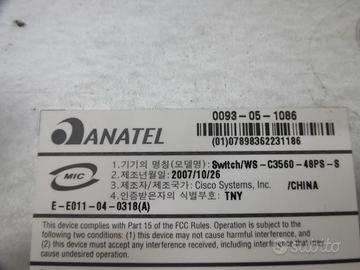 ANATEL
0093-05-1086
(01)07898362231186
1.기기의 명칭(모델명): Switch/WS-C3560-48PS-S
2.제조년월일: 2007/10/26
3.제조자/제조국가: Cisco Systems, Inc. /CHINA
4.인증받은자의 식별부호: TNY
MIC
E-E011-04-0318(A)
This device complies with Part 15 of the FCC Rules. Operation is subject to the
following two conditions: (1) This device may not cause harmful interference, and
(2) this device must accept any interference received, including interference that
may cause undesired operation.
subito